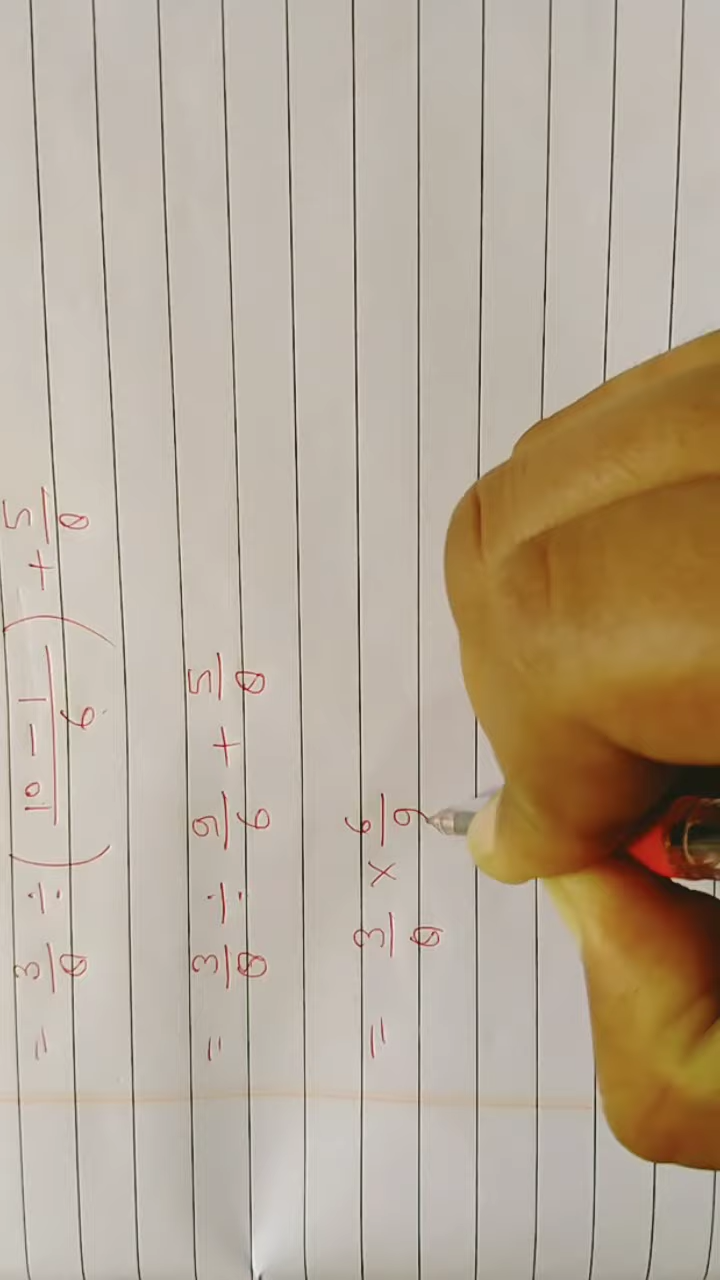 = 3/8 ÷ (10 - 1 / 6) + 5/8
= 3/8 ÷ 9/6 + 5/8
= 3/8 × 6/9